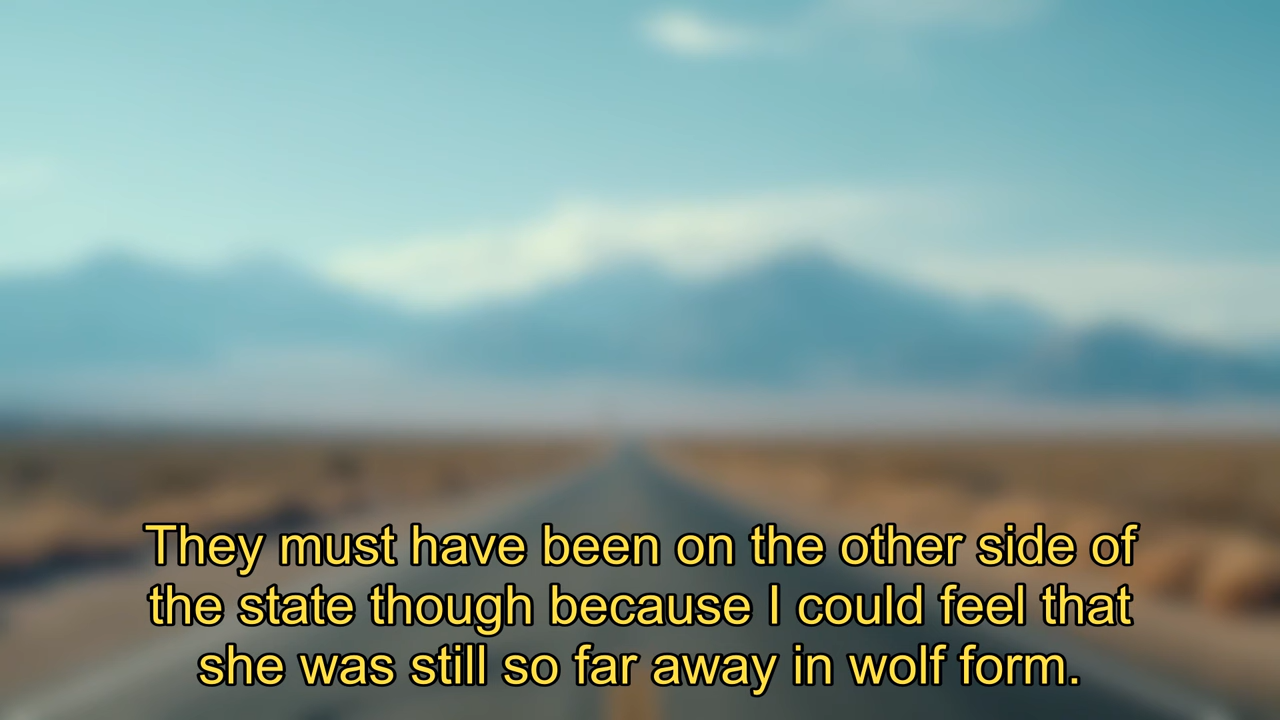 They must have been on the other side of
the state though because I could feel that
she was still so far away in wolf form.